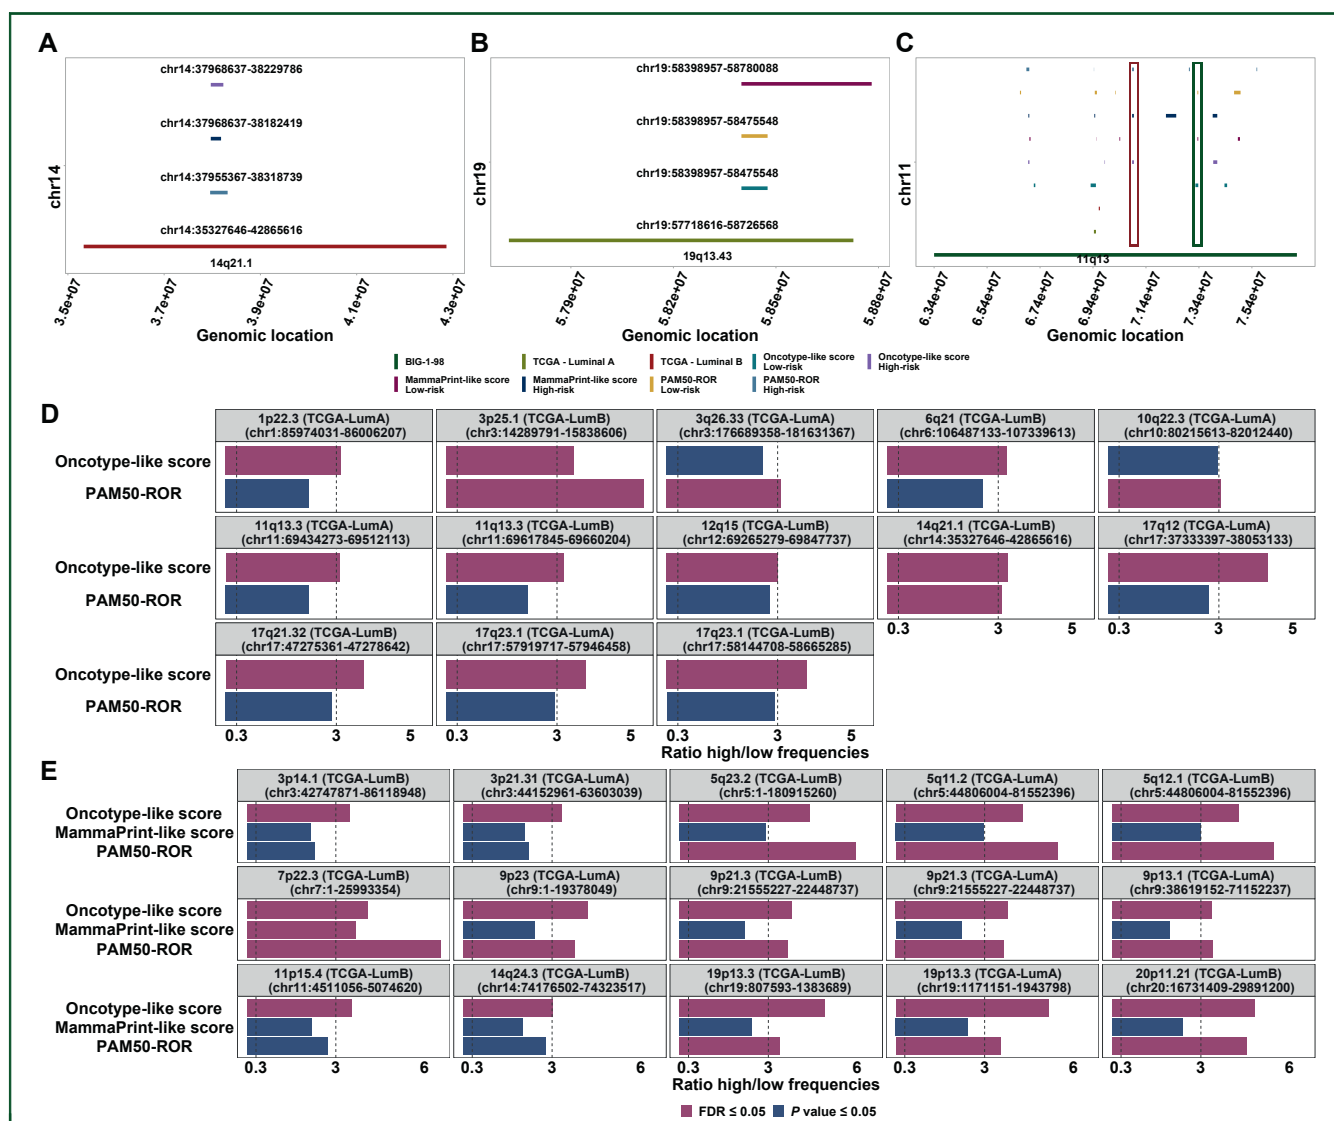 A
B
C
chr14:37968637-38229786
chr14:37968637-38182419
chr14:37955367-38318739
chr14:35327646-42865616
14q21.1
chr14
3.5e+07
3.7e+07
3.9e+07
4.1e+07
4.3e+07
Genomic location
chr19:58398957-58780088
chr19:58398957-58475548
chr19:58398957-58475548
chr19:57718616-58726568
19q13.43
chr19
5.79e+07
5.82e+07
5.85e+07
5.88e+07
Genomic location
chr11
11q13
6.34e+07
6.54e+07
6.74e+07
6.94e+07
7.14e+07
7.34e+07
7.54e+07
Genomic location
BIG-1-98
TCGA - Luminal A
TCGA - Luminal B
Oncotype-like score
Low-risk
Oncotype-like score
High-risk
MammaPrint-like score
Low-risk
MammaPrint-like score
High-risk
PAM50-ROR
Low-risk
PAM50-ROR
High-risk
D
1p22.3 (TCGA-LumA)
(chr1:85974031-86006207)
3p25.1 (TCGA-LumB)
(chr3:14289791-15838606)
3q26.33 (TCGA-LumA)
(chr3:176689358-181631367)
6q21 (TCGA-LumB)
(chr6:106487133-107339613)
10q22.3 (TCGA-LumA)
(chr10:80215613-82012440)
Oncotype-like score
PAM50-ROR
11q13.3 (TCGA-LumA)
(chr11:69434273-69512113)
11q13.3 (TCGA-LumB)
(chr11:69617845-69660204)
12q15 (TCGA-LumB)
(chr12:69265279-69847737)
14q21.1 (TCGA-LumB)
(chr14:35327646-42865616)
17q12 (TCGA-LumA)
(chr17:37333397-38053133)
Oncotype-like score
PAM50-ROR
0.3 3 5
0.3 3 5
17q21.32 (TCGA-LumB)
(chr17:47275361-47278642)
17q23.1 (TCGA-LumA)
(chr17:57919717-57946458)
17q23.1 (TCGA-LumB)
(chr17:58144708-58665285)
Oncotype-like score
PAM50-ROR
0.3 3 5
0.3 3 5
0.3 3 5
Ratio high/low frequencies
E
3p14.1 (TCGA-LumB)
(chr3:42747871-86118948)
3p21.31 (TCGA-LumA)
(chr3:44152961-63603039)
5q23.2 (TCGA-LumB)
(chr5:1-180915260)
5q11.2 (TCGA-LumA)
(chr5:44806004-81552396)
5q12.1 (TCGA-LumB)
(chr5:44806004-81552396)
Oncotype-like score
MammaPrint-like score
PAM50-ROR
7p22.3 (TCGA-LumB)
(chr7:1-25993354)
9p23 (TCGA-LumA)
(chr9:1-19378049)
9p21.3 (TCGA-LumB)
(chr9:21555227-22448737)
9p21.3 (TCGA-LumA)
(chr9:21555227-22448737)
9p13.1 (TCGA-LumA)
(chr9:38619152-71152237)
Oncotype-like score
MammaPrint-like score
PAM50-ROR
11p15.4 (TCGA-LumB)
(chr11:4511056-5074620)
14q24.3 (TCGA-LumB)
(chr14:74176502-74323517)
19p13.3 (TCGA-LumB)
(chr19:807593-1383689)
19p13.3 (TCGA-LumA)
(chr19:1171151-1943798)
20p11.21 (TCGA-LumB)
(chr20:16731409-29891200)
Oncotype-like score
MammaPrint-like score
PAM50-ROR
0.3 3 6
0.3 3 6
0.3 3 6
0.3 3 6
0.3 3 6
Ratio high/low frequencies
FDR ≤ 0.05
P value ≤ 0.05